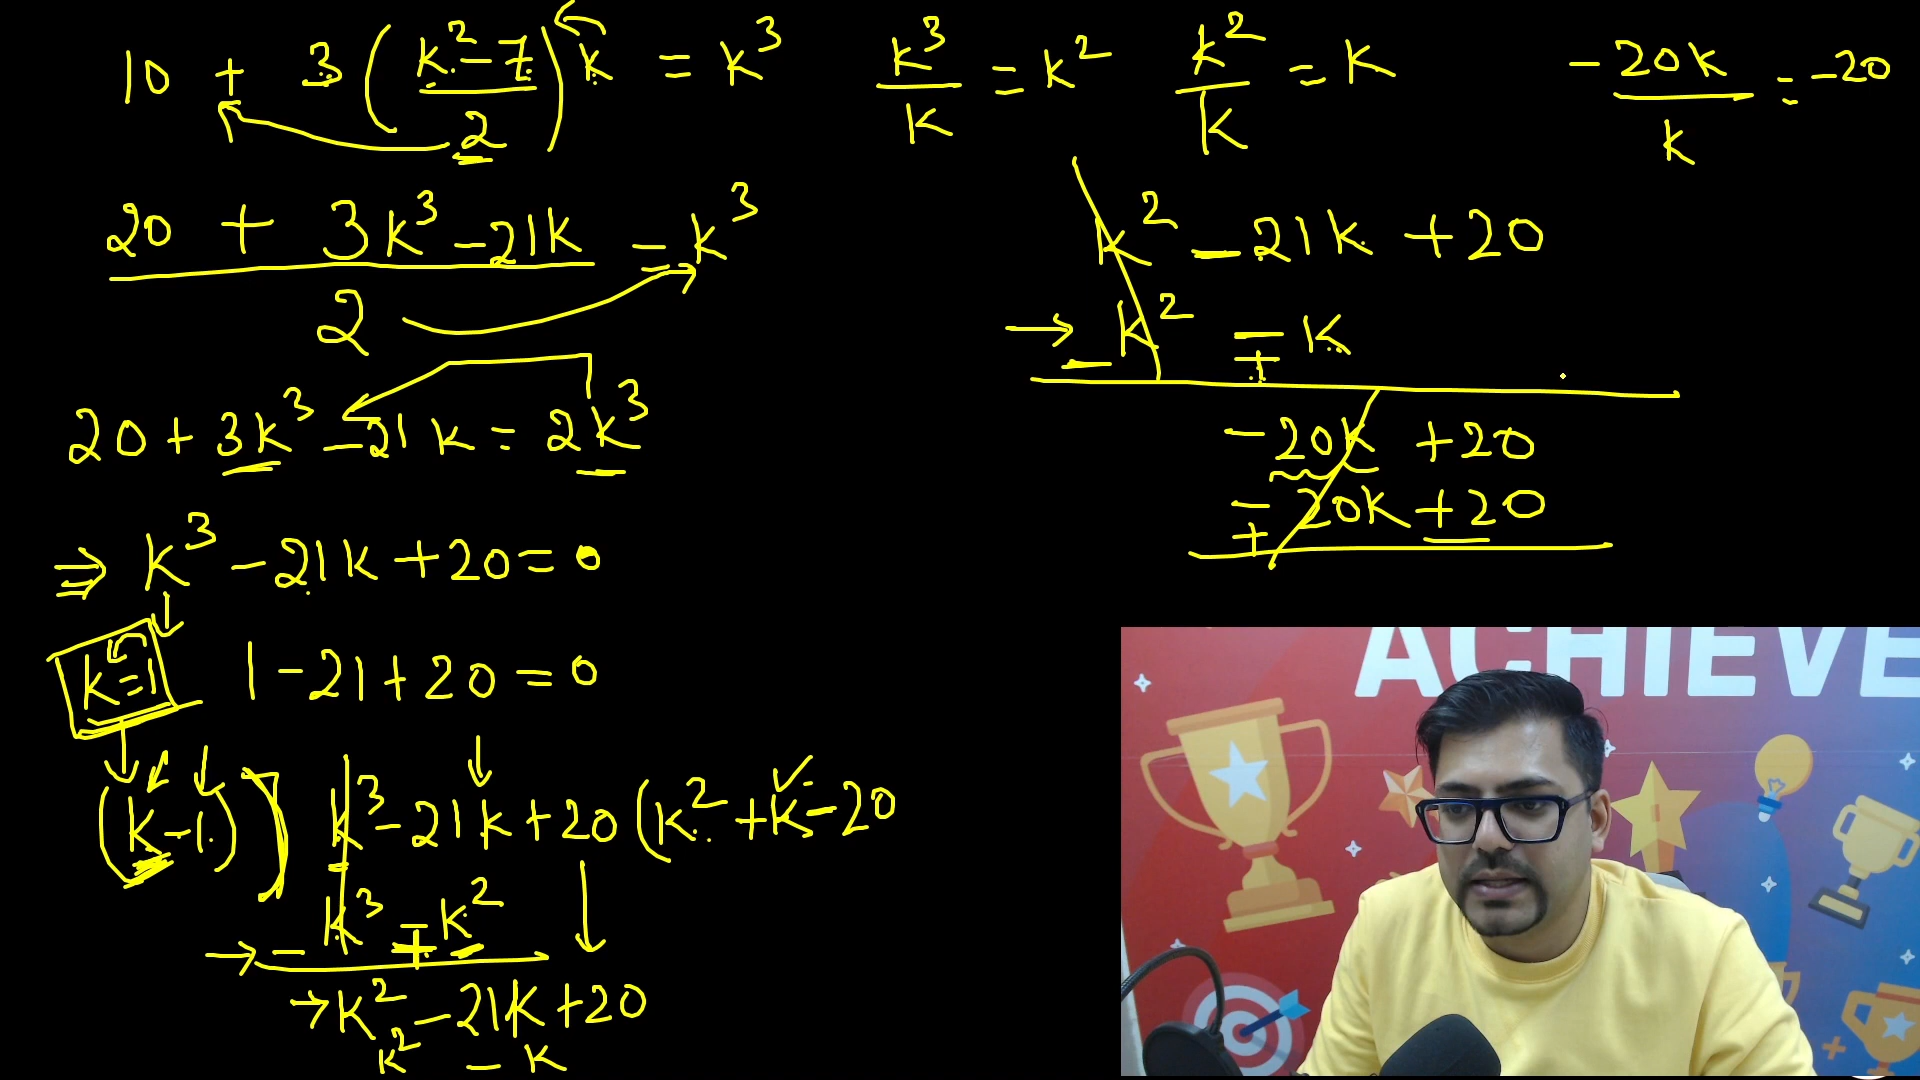 10 + 3 ( k² - 7 / 2 ) k = k³
20 + 3k³ - 21k / 2 = k³
20 + 3k³ - 21k = 2k³
⇒ k³ - 21k + 20 = 0
k = 1   1 - 21 + 20 = 0
(k - 1) ) k³ - 21k + 20 ( k² + k - 20
→ - k³ ∓ k²
→ k² - 21k + 20
k² - k
k³ / k = k²   k² / k = k   -20k / k = -20
k² - 21k + 20
→ - k² ∓ k
- 20k + 20
∓ 20k + 20
ACHIEVE